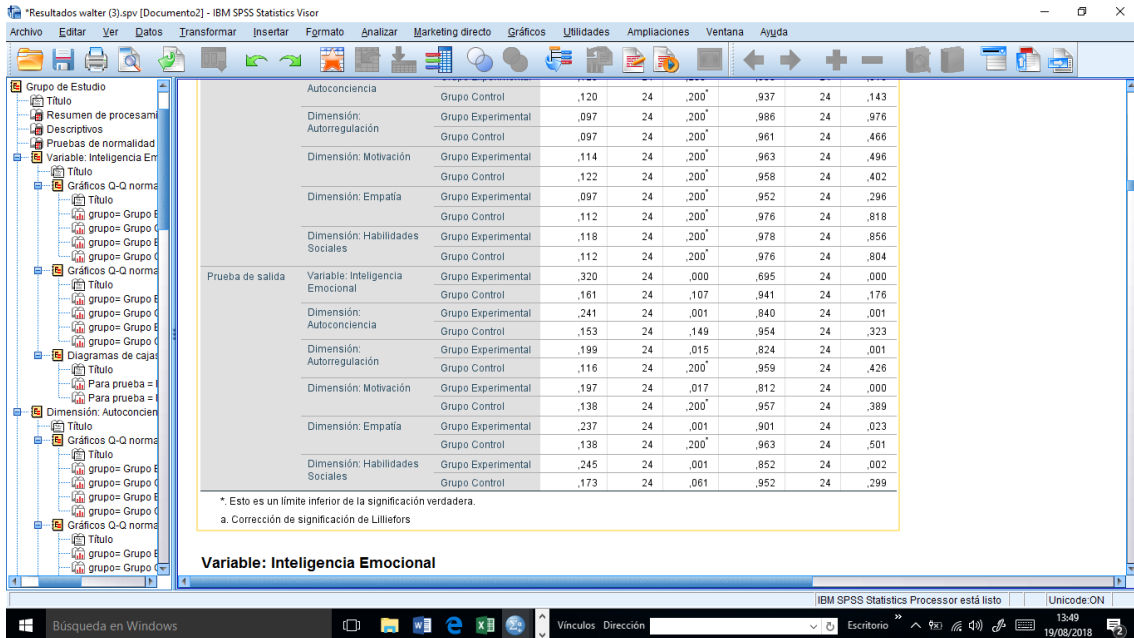 *Resultados walter (3).spv [Documento2] - IBM SPSS Statistics Visor
Archivo Editar Ver Datos Transformar Insertar Formato Analizar Marketing directo Gráficos Utilidades Ampliaciones Ventana Ayuda
Grupo de Estudio
Título
Resumen de procesami
Descriptivos
Pruebas de normalidad
Variable: Inteligencia Em
Título
Gráficos Q-Q norma
Título
grupo= Grupo E
grupo= Grupo C
grupo= Grupo E
grupo= Grupo C
Gráficos Q-Q norma
Título
grupo= Grupo E
grupo= Grupo C
grupo= Grupo E
grupo= Grupo C
Diagramas de cajas
Título
Para prueba = I
Para prueba = I
Dimensión: Autoconcien
Título
Gráficos Q-Q norma
Título
grupo= Grupo E
grupo= Grupo C
grupo= Grupo E
grupo= Grupo C
Gráficos Q-Q norma
Título
grupo= Grupo E
grupo= Grupo C
Autoconciencia
Grupo Control ,120 24 ,200* ,937 24 ,143
Dimensión: Autorregulación Grupo Experimental ,097 24 ,200* ,986 24 ,976
Grupo Control ,097 24 ,200* ,961 24 ,466
Dimensión: Motivación Grupo Experimental ,114 24 ,200* ,963 24 ,496
Grupo Control ,122 24 ,200* ,958 24 ,402
Dimensión: Empatía Grupo Experimental ,097 24 ,200* ,952 24 ,296
Grupo Control ,112 24 ,200* ,976 24 ,818
Dimensión: Habilidades Sociales Grupo Experimental ,118 24 ,200* ,978 24 ,856
Grupo Control ,112 24 ,200* ,976 24 ,804
Prueba de salida Variable: Inteligencia Emocional Grupo Experimental ,320 24 ,000 ,695 24 ,000
Grupo Control ,161 24 ,107 ,941 24 ,176
Dimensión: Autoconciencia Grupo Experimental ,241 24 ,001 ,840 24 ,001
Grupo Control ,153 24 ,149 ,954 24 ,323
Dimensión: Autorregulación Grupo Experimental ,199 24 ,015 ,824 24 ,001
Grupo Control ,116 24 ,200* ,959 24 ,426
Dimensión: Motivación Grupo Experimental ,197 24 ,017 ,812 24 ,000
Grupo Control ,138 24 ,200* ,957 24 ,389
Dimensión: Empatía Grupo Experimental ,237 24 ,001 ,901 24 ,023
Grupo Control ,138 24 ,200* ,963 24 ,501
Dimensión: Habilidades Sociales Grupo Experimental ,245 24 ,001 ,852 24 ,002
Grupo Control ,173 24 ,061 ,952 24 ,299
*. Esto es un límite inferior de la significación verdadera.
a. Corrección de significación de Lilliefors
Variable: Inteligencia Emocional
IBM SPSS Statistics Processor está listo Unicode:ON
Búsqueda en Windows Vínculos Dirección Escritorio 13:49
19/08/2018